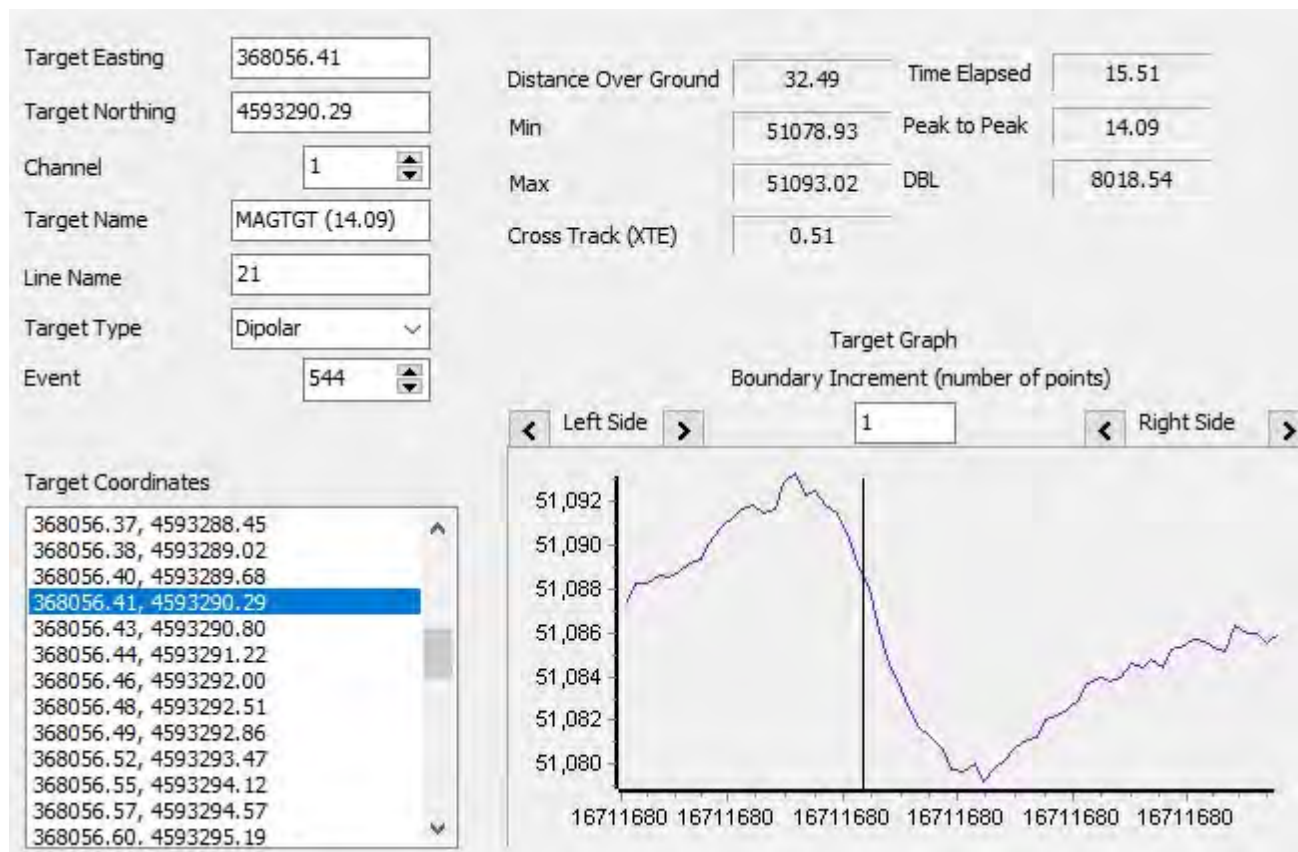 Target Easting 368056.41
Target Northing 4593290.29
Channel 1
Target Name MAGTGT (14.09)
Line Name 21
Target Type Dipolar
Event 544
Distance Over Ground 32.49 Time Elapsed 15.51
Min 51078.93 Peak to Peak 14.09
Max 51093.02 DBL 8018.54
Cross Track (XTE) 0.51
Target Coordinates
368056.37, 4593288.45
368056.38, 4593289.02
368056.40, 4593289.68
368056.41, 4593290.29
368056.43, 4593290.80
368056.44, 4593291.22
368056.46, 4593292.00
368056.48, 4593292.51
368056.49, 4593292.86
368056.52, 4593293.47
368056.55, 4593294.12
368056.57, 4593294.57
368056.60, 4593295.19
Target Graph
Boundary Increment (number of points)
Left Side 1 Right Side
51,092
51,090
51,088
51,086
51,084
51,082
51,080
16711680 16711680 16711680 16711680 16711680 16711680